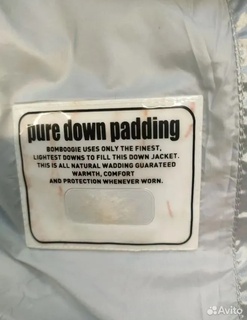 pure down padding
BOMBOOGIE USES ONLY THE FINEST,
LIGHTEST DOWNS TO FILL THIS DOWN JACKET.
THIS IS ALL NATURAL WADDING GUARATEED
WARMTH, COMFORT
AND PROTECTION WHENEVER WORN.
Avito